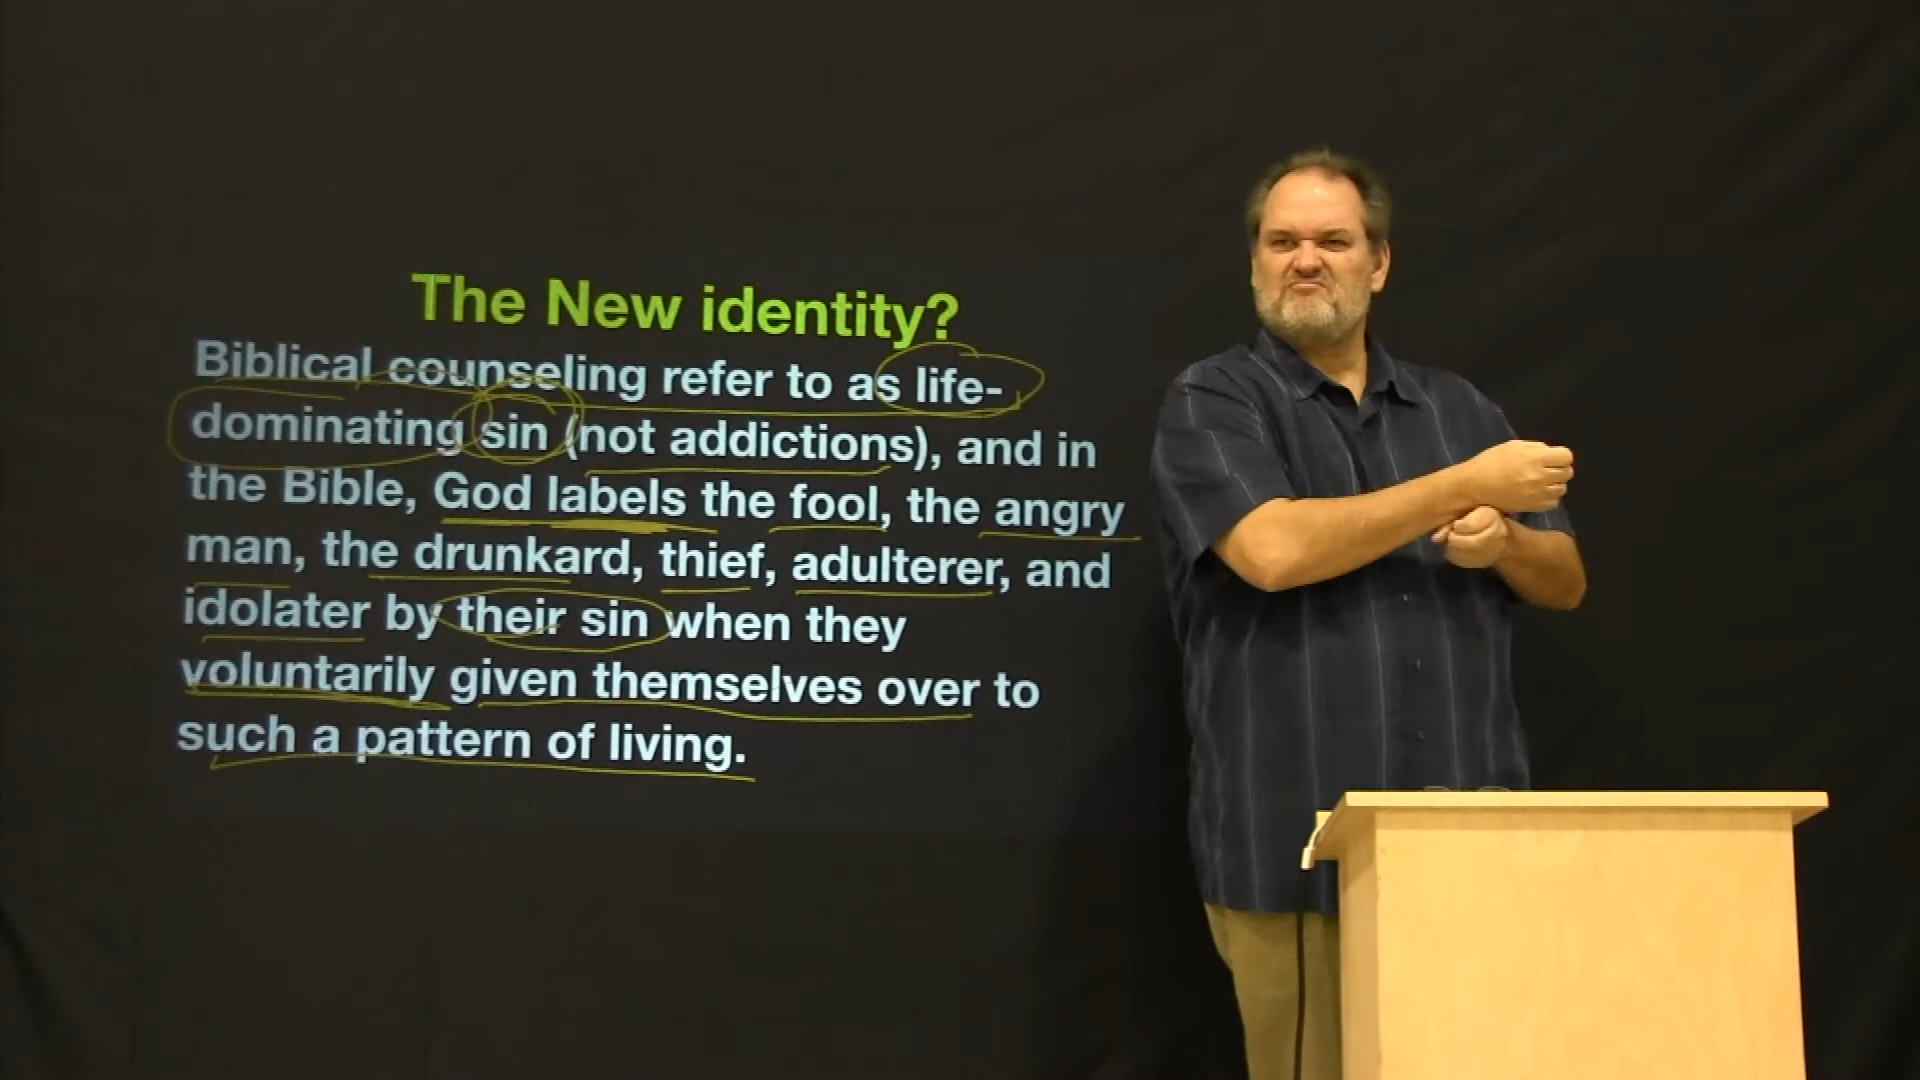 The New identity?
Biblical counseling refer to as life-
dominating sin (not addictions), and in
the Bible, God labels the fool, the angry
man, the drunkard, thief, adulterer, and
idolater by their sin when they
voluntarily given themselves over to
such a pattern of living.